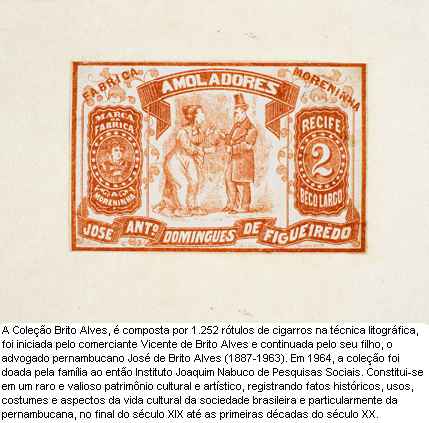 FABRICA AMOLADORES MORENINHA
MARCA
DA
FABRICA
MORENINHA
RECIFE
2
BECO LARGO
JOSE ANTº DOMINGUES DE FIGUEIREDO
A Coleção Brito Alves, é composta por 1.252 rótulos de cigarros na técnica litográfica,
foi iniciada pelo comerciante Vicente de Brito Alves e continuada pelo seu filho, o
advogado pernambucano José de Brito Alves (1887-1963). Em 1964, a coleção foi
doada pela família ao então Instituto Joaquim Nabuco de Pesquisas Sociais. Constitui-se
em um raro e valioso patrimônio cultural e artístico, registrando fatos históricos, usos,
costumes e aspectos da vida cultural da sociedade brasileira e particularmente da
pernambucana, no final do século XIX até as primeiras décadas do século XX.